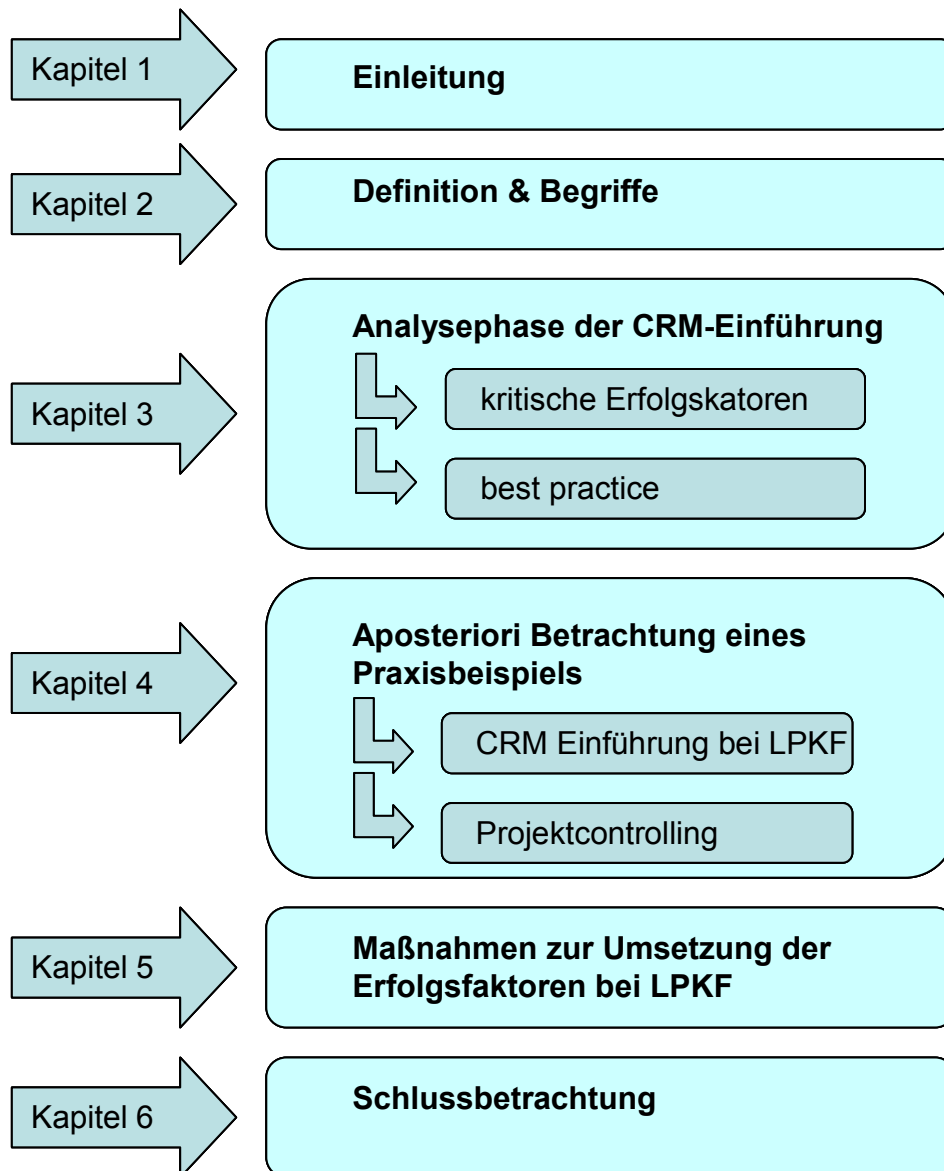 Kapitel 1
Einleitung
Kapitel 2
Definition & Begriffe
Kapitel 3
Analysephase der CRM-Einführung
kritische Erfolgskatoren
best practice
Kapitel 4
Aposteriori Betrachtung eines
Praxisbeispiels
CRM Einführung bei LPKF
Projektcontrolling
Kapitel 5
Maßnahmen zur Umsetzung der
Erfolgsfaktoren bei LPKF
Kapitel 6
Schlussbetrachtung